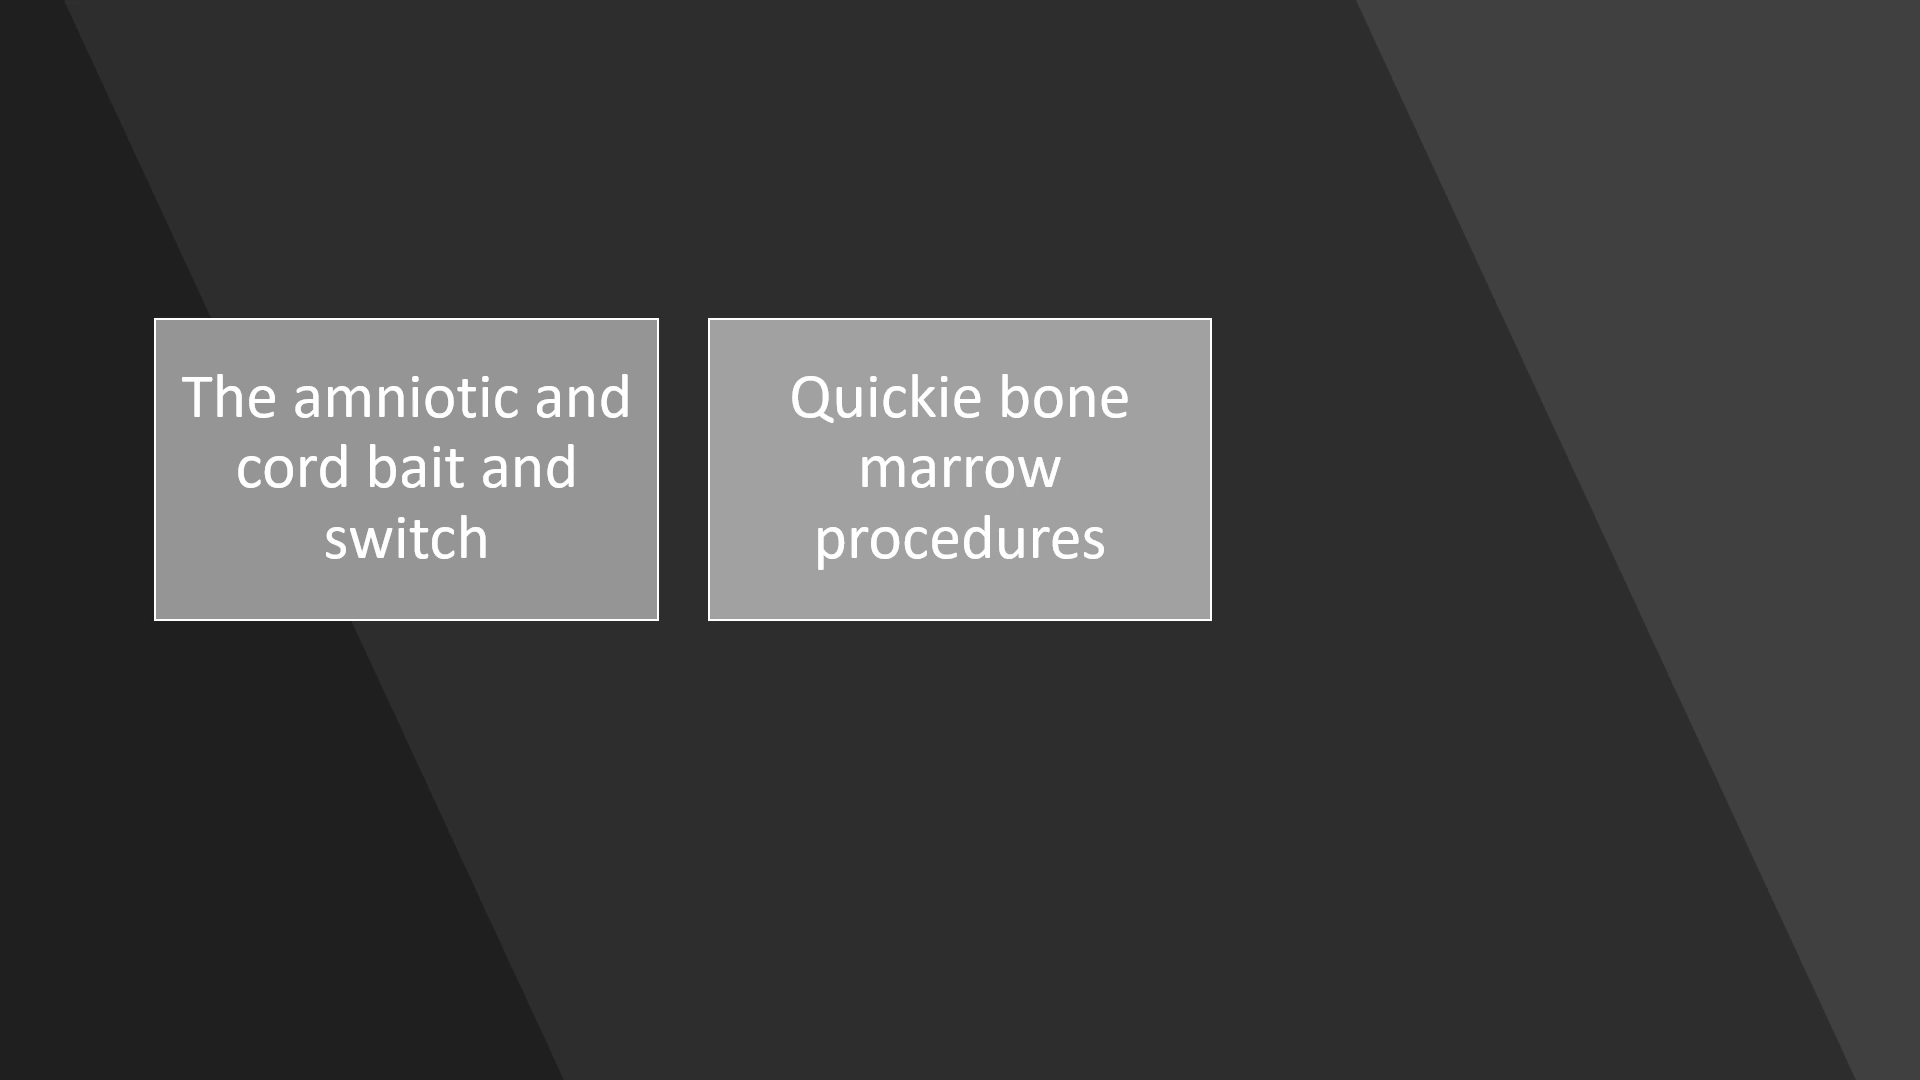 The amniotic and
cord bait and
switch
Quickie bone
marrow
procedures